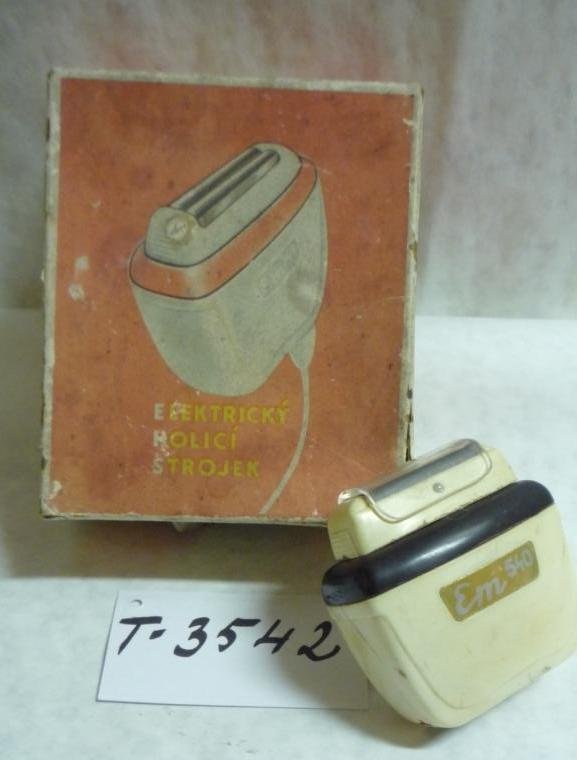 ELEKTRICKÝ
HOLICÍ
STROJEK
Em 540
T-3542